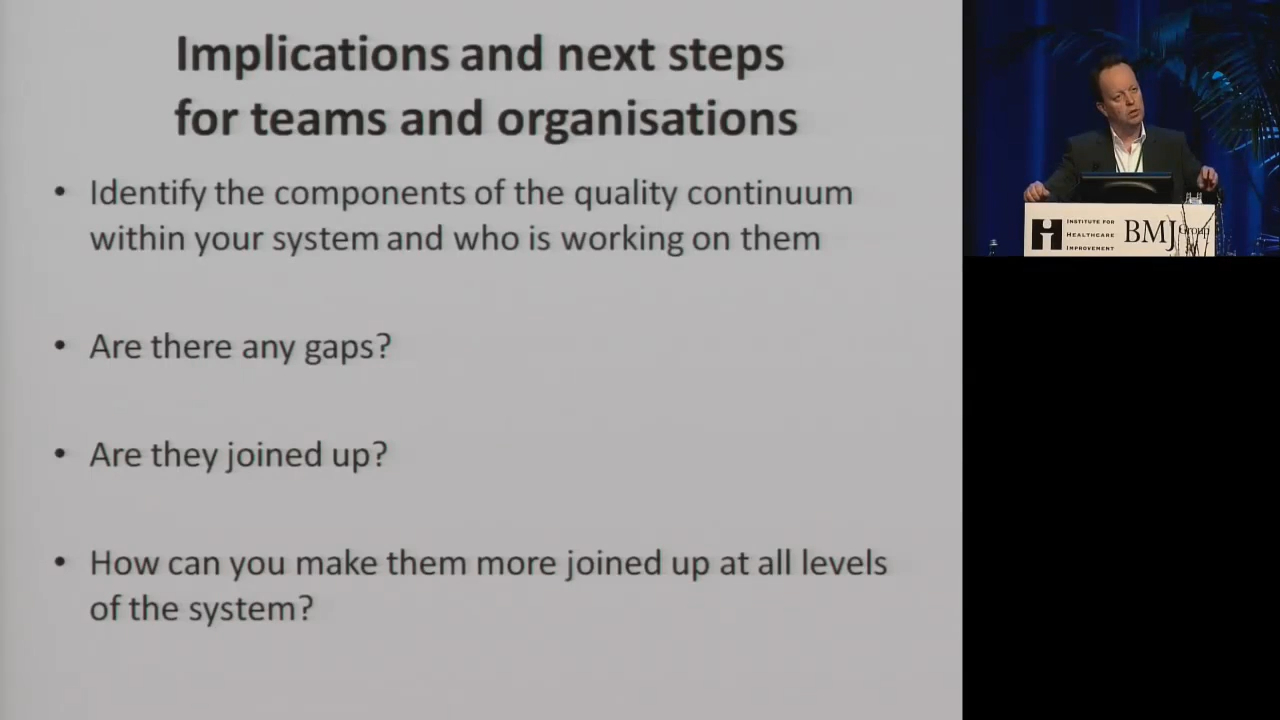 Implications and next steps
for teams and organisations
• Identify the components of the quality continuum
within your system and who is working on them
• Are there any gaps?
• Are they joined up?
• How can you make them more joined up at all levels
of the system?
INSTITUTE FOR
HEALTHCARE
IMPROVEMENT
BMJ Group